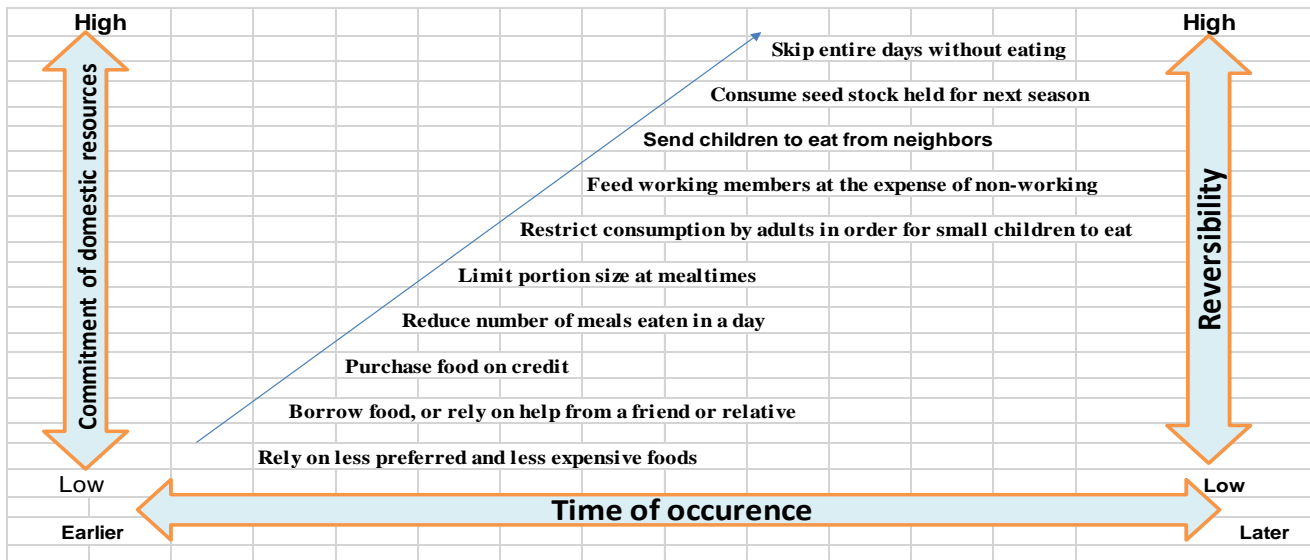 High
High
Skip entire days without eating
Consume seed stock held for next season
Send children to eat from neighbors
Feed working members at the expense of non-working
Restrict consumption by adults in order for small children to eat
Limit portion size at mealtimes
Reduce number of meals eaten in a day
Purchase food on credit
Borrow food, or rely on help from a friend or relative
Rely on less preferred and less expensive foods
Commitment of domestic resources
Reversibility
Low
Low
Time of occurence
Earlier
Later